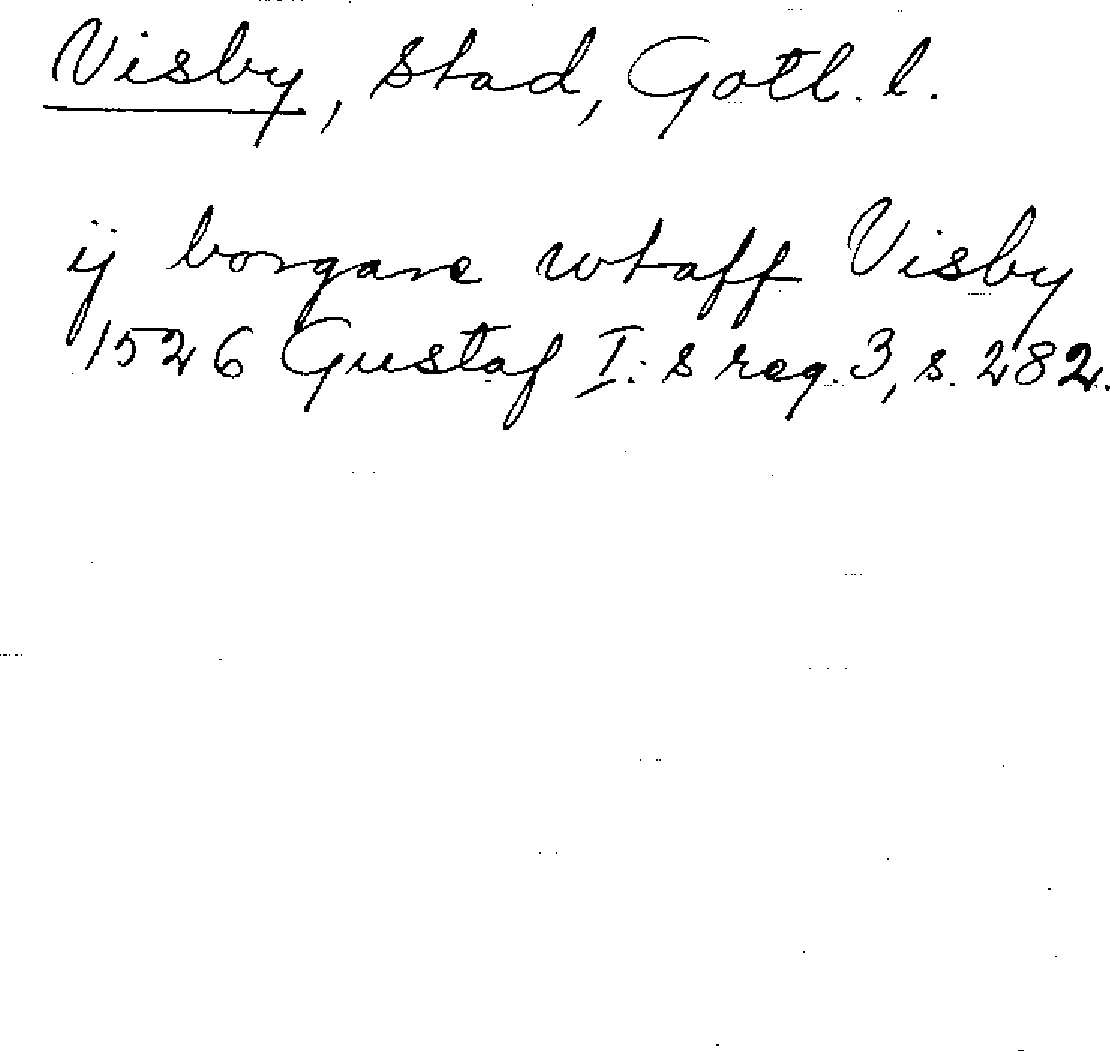 Visby, stad, Gotl. l.
ij borgare wtaff Visby
1526 Gustaf I:s reg. 3, s. 282.